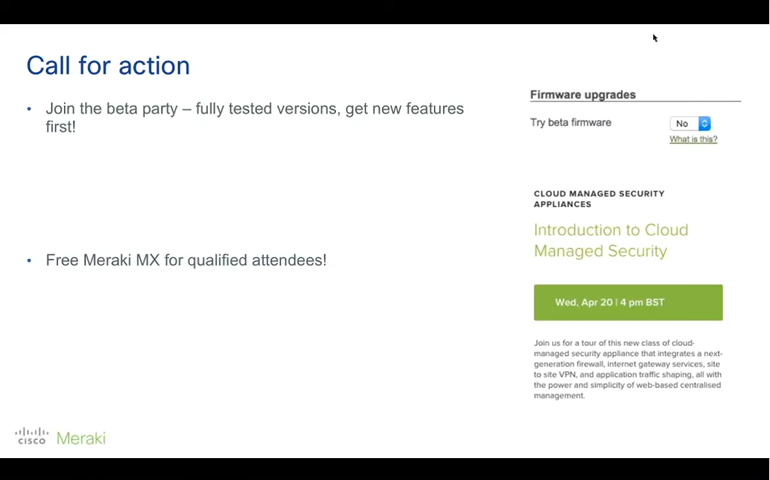 Call for action
• Join the beta party – fully tested versions, get new features
first!
• Free Meraki MX for qualified attendees!
Firmware upgrades
Try beta firmware
No
What is this?
CLOUD MANAGED SECURITY
APPLIANCES
Introduction to Cloud
Managed Security
Wed, Apr 20 | 4 pm BST
Join us for a tour of this new class of cloud-
managed security appliance that integrates a next-
generation firewall, internet gateway services, site
to site VPN, and application traffic shaping, all with
the power and simplicity of web-based centralised
management.
CISCO Meraki